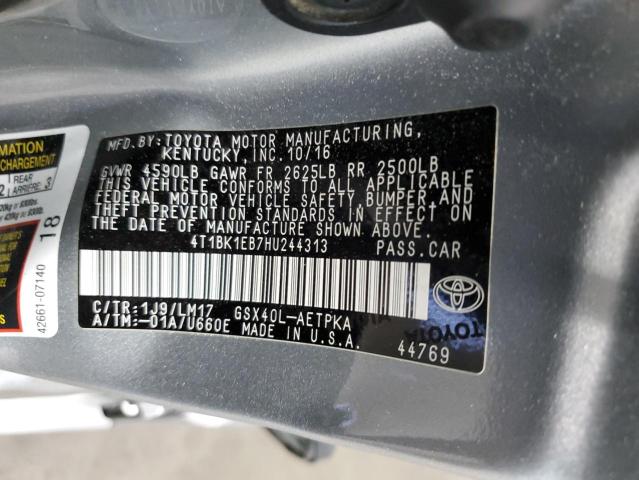 MFD.BY: TOYOTA MOTOR MANUFACTURING,
KENTUCKY, INC. 10/16
GVWR 4590LB GAWR FR 2625LB RR 2500LB
THIS VEHICLE CONFORMS TO ALL APPLICABLE
FEDERAL MOTOR VEHICLE SAFETY, BUMPER, AND
THEFT PREVENTION STANDARDS IN EFFECT ON
THE DATE OF MANUFACTURE SHOWN ABOVE.
4T1BK1EB7HU244313 PASS.CAR
C/TR:1J9/LM17 GSX40L-AETPKA
A/TM:-01A/U660E MADE IN U.S.A.
44769
TOYOTA
MATION
CHARGEMENT
2 REAR 3
ARRIÈRE
18
42661-07140